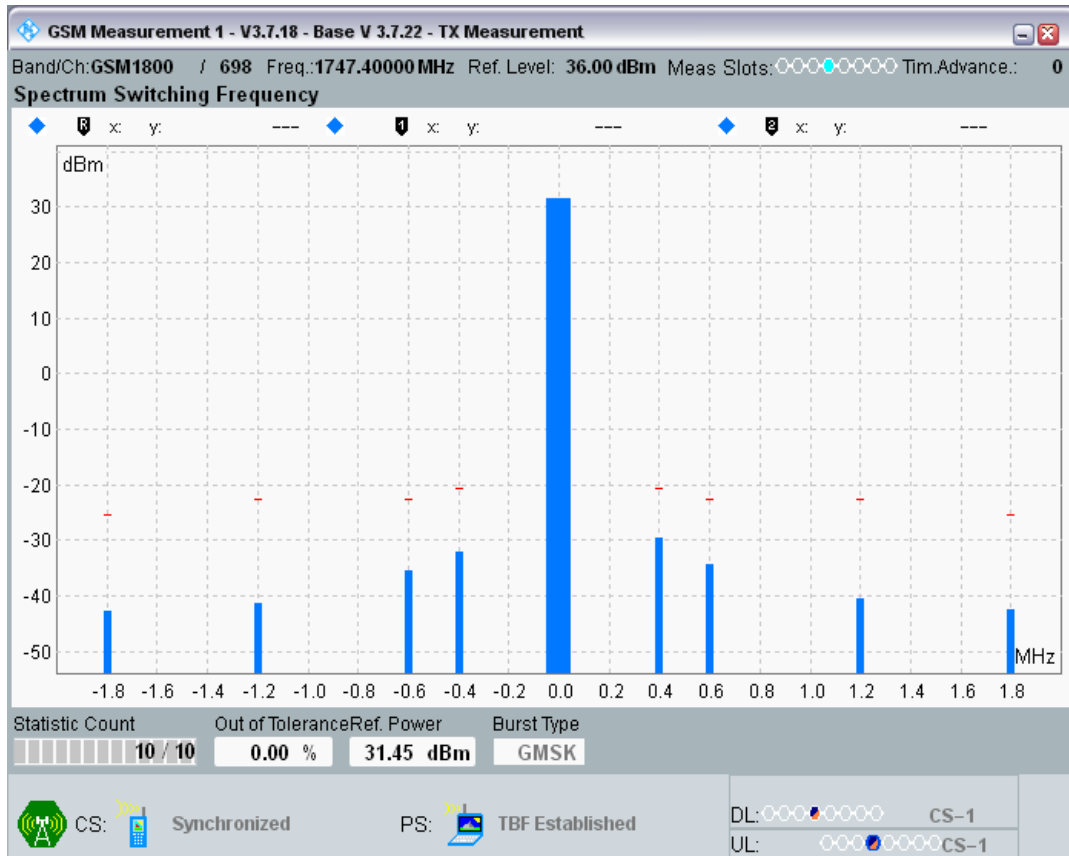 GSM Measurement 1 - V3.7.18 - Base V 3.7.22 - TX Measurement
Band/Ch:GSM1800 / 698 Freq.:1747.40000 MHz Ref. Level: 36.00 dBm Meas Slots: Tim.Advance.: 0
Spectrum Switching Frequency
R x: y: --- 1 x: y: --- 2 x: y: ---
dBm
30
20
10
0
-10
-20
-30
-40
-50
MHz
-1.8 -1.6 -1.4 -1.2 -1.0 -0.8 -0.6 -0.4 -0.2 0.0 0.2 0.4 0.6 0.8 1.0 1.2 1.4 1.6 1.8
Statistic Count Out of Tolerance Ref. Power Burst Type
10 / 10 0.00 % 31.45 dBm GMSK
CS: Synchronized PS: TBF Established
DL: CS-1
UL: CS-1